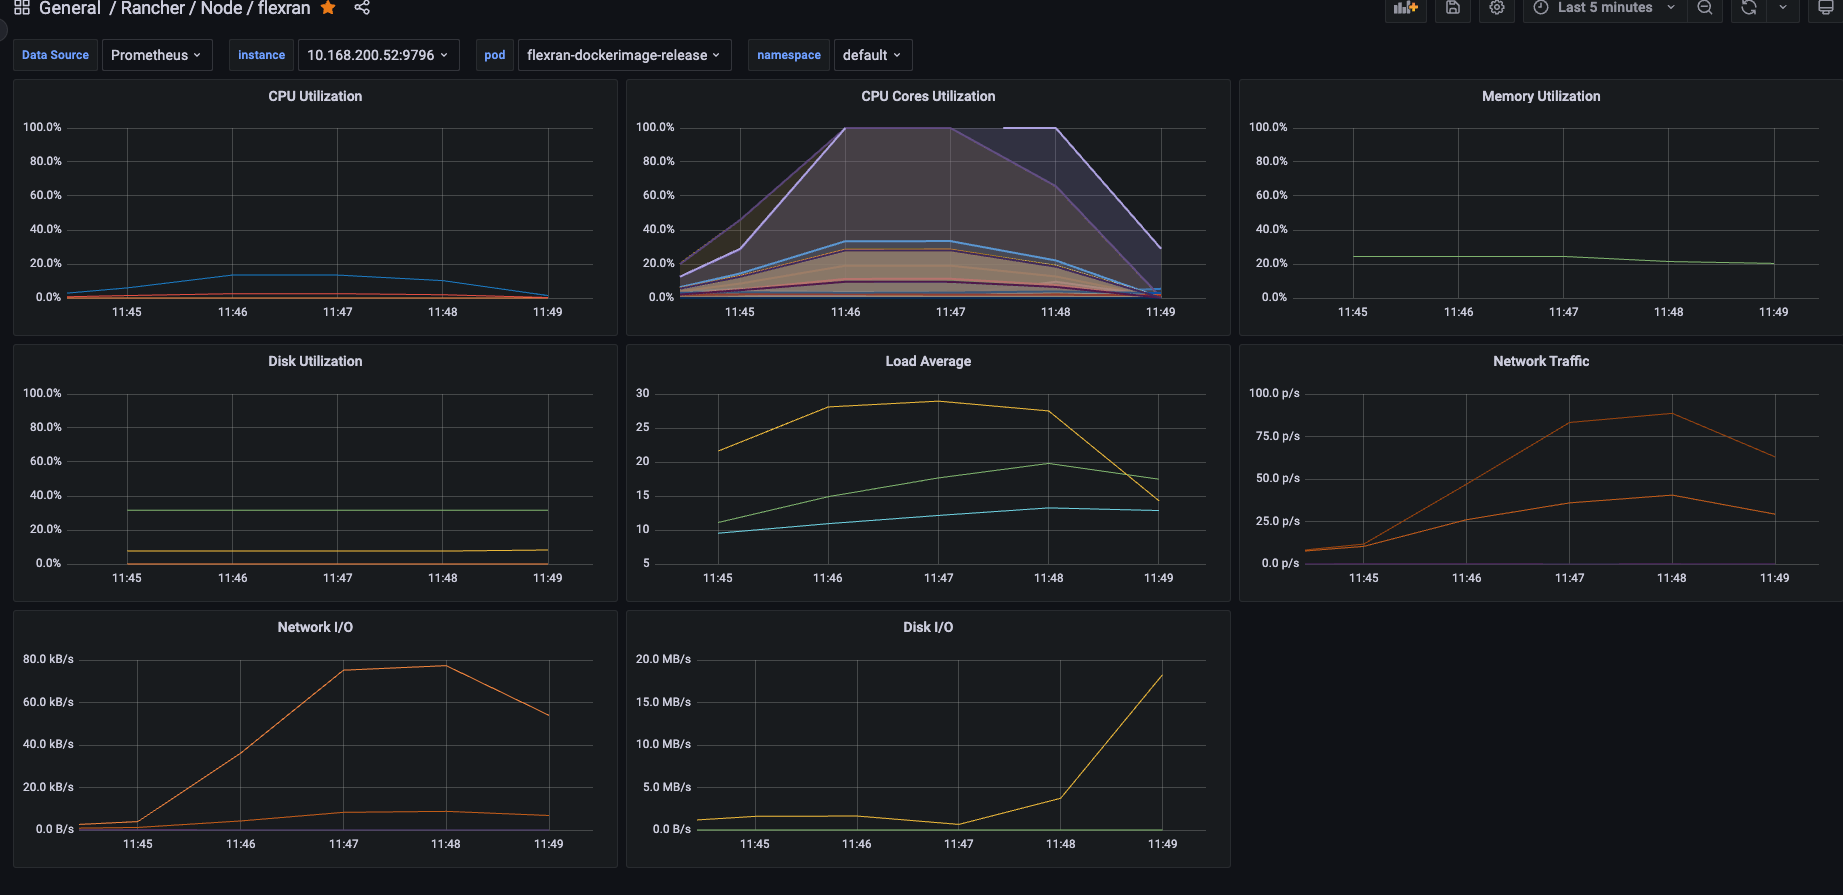 General / Rancher / Node / flexran
Last 5 minutes
Data Source Prometheus instance 10.168.200.52:9796 pod flexran-dockerimage-release namespace default
CPU Utilization
100.0%
80.0%
60.0%
40.0%
20.0%
0.0%
11:45 11:46 11:47 11:48 11:49
CPU Cores Utilization
100.0%
80.0%
60.0%
40.0%
20.0%
0.0%
11:45 11:46 11:47 11:48 11:49
Memory Utilization
100.0%
80.0%
60.0%
40.0%
20.0%
0.0%
11:45 11:46 11:47 11:48 11:49
Disk Utilization
100.0%
80.0%
60.0%
40.0%
20.0%
0.0%
11:45 11:46 11:47 11:48 11:49
Load Average
30
25
20
15
10
5
11:45 11:46 11:47 11:48 11:49
Network Traffic
100.0 p/s
75.0 p/s
50.0 p/s
25.0 p/s
0.0 p/s
11:45 11:46 11:47 11:48 11:49
Network I/O
80.0 kB/s
60.0 kB/s
40.0 kB/s
20.0 kB/s
0.0 B/s
11:45 11:46 11:47 11:48 11:49
Disk I/O
20.0 MB/s
15.0 MB/s
10.0 MB/s
5.0 MB/s
0.0 B/s
11:45 11:46 11:47 11:48 11:49